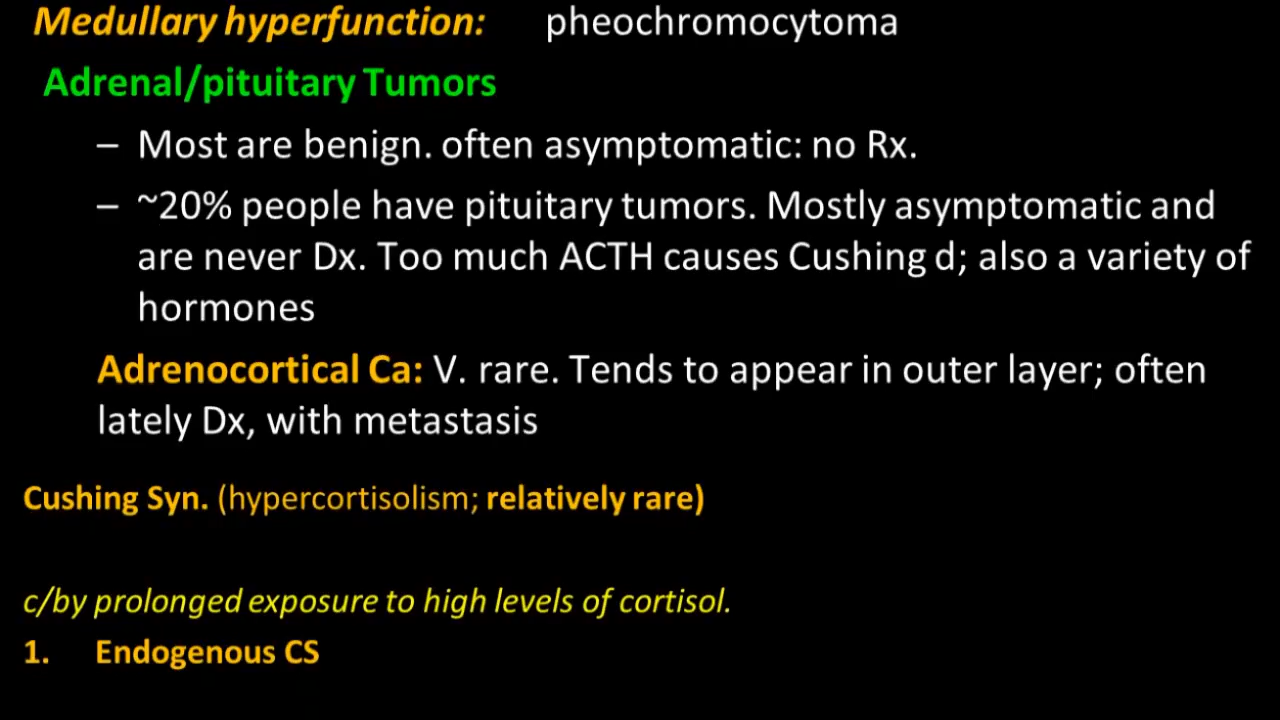 Medullary hyperfunction: pheochromocytoma
Adrenal/pituitary Tumors
– Most are benign. often asymptomatic: no Rx.
– ~20% people have pituitary tumors. Mostly asymptomatic and
are never Dx. Too much ACTH causes Cushing d; also a variety of
hormones
Adrenocortical Ca: V. rare. Tends to appear in outer layer; often
lately Dx, with metastasis
Cushing Syn. (hypercortisolism; relatively rare)
c/by prolonged exposure to high levels of cortisol.
1. Endogenous CS